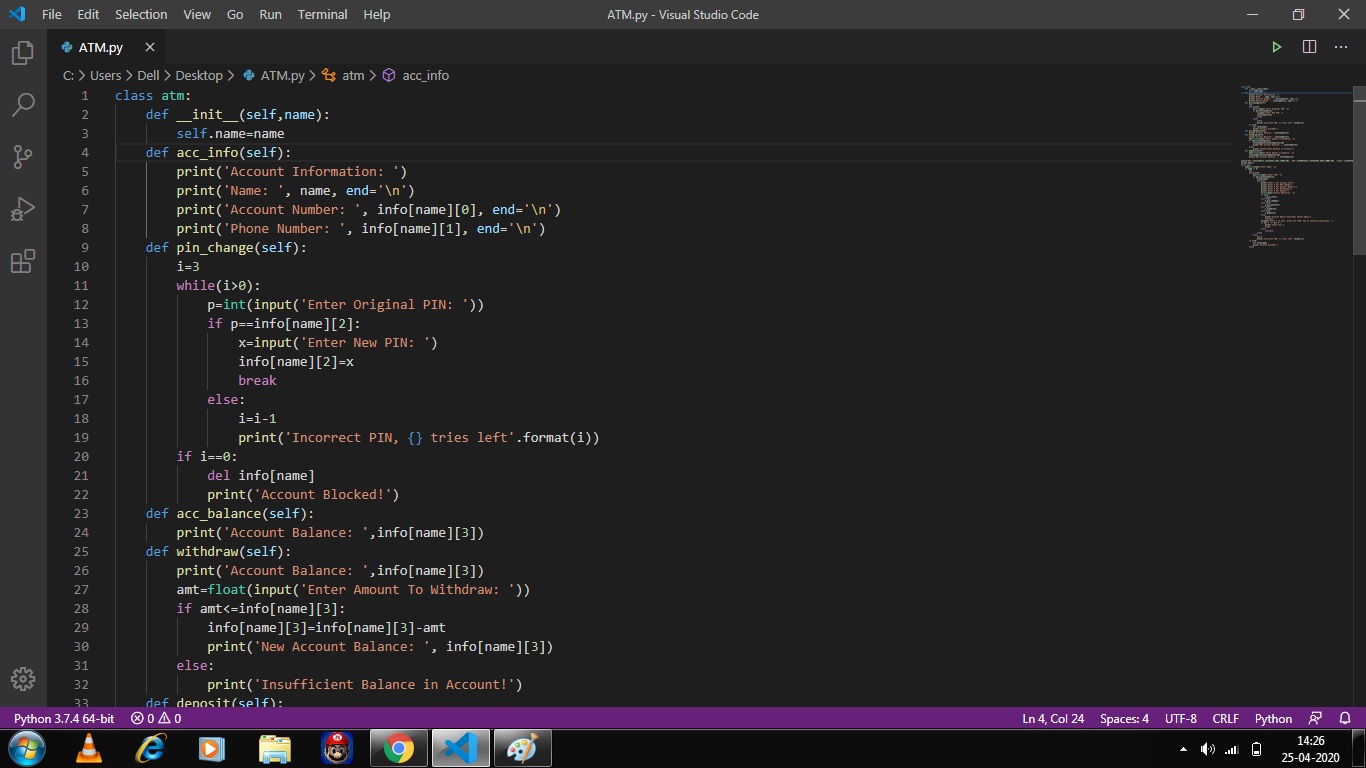 File Edit Selection View Go Run Terminal Help ATM.py - Visual Studio Code
ATM.py
C: > Users > Dell > Desktop > ATM.py > atm > acc_info
1 class atm:
2     def __init__(self,name):
3         self.name=name
4     def acc_info(self):
5         print('Account Information: ')
6         print('Name: ', name, end='\n')
7         print('Account Number: ', info[name][0], end='\n')
8         print('Phone Number: ', info[name][1], end='\n')
9     def pin_change(self):
10         i=3
11         while(i>0):
12             p=int(input('Enter Original PIN: '))
13             if p==info[name][2]:
14                 x=input('Enter New PIN: ')
15                 info[name][2]=x
16                 break
17             else:
18                 i=i-1
19                 print('Incorrect PIN, {} tries left'.format(i))
20         if i==0:
21             del info[name]
22             print('Account Blocked!')
23     def acc_balance(self):
24         print('Account Balance: ',info[name][3])
25     def withdraw(self):
26         print('Account Balance: ',info[name][3])
27         amt=float(input('Enter Amount To Withdraw: '))
28         if amt<=info[name][3]:
29             info[name][3]=info[name][3]-amt
30             print('New Account Balance: ', info[name][3])
31         else:
32             print('Insufficient Balance in Account!')
33     def deposit(self):
Python 3.7.4 64-bit 0 0 Ln 4, Col 24 Spaces: 4 UTF-8 CRLF Python
14:26
25-04-2020